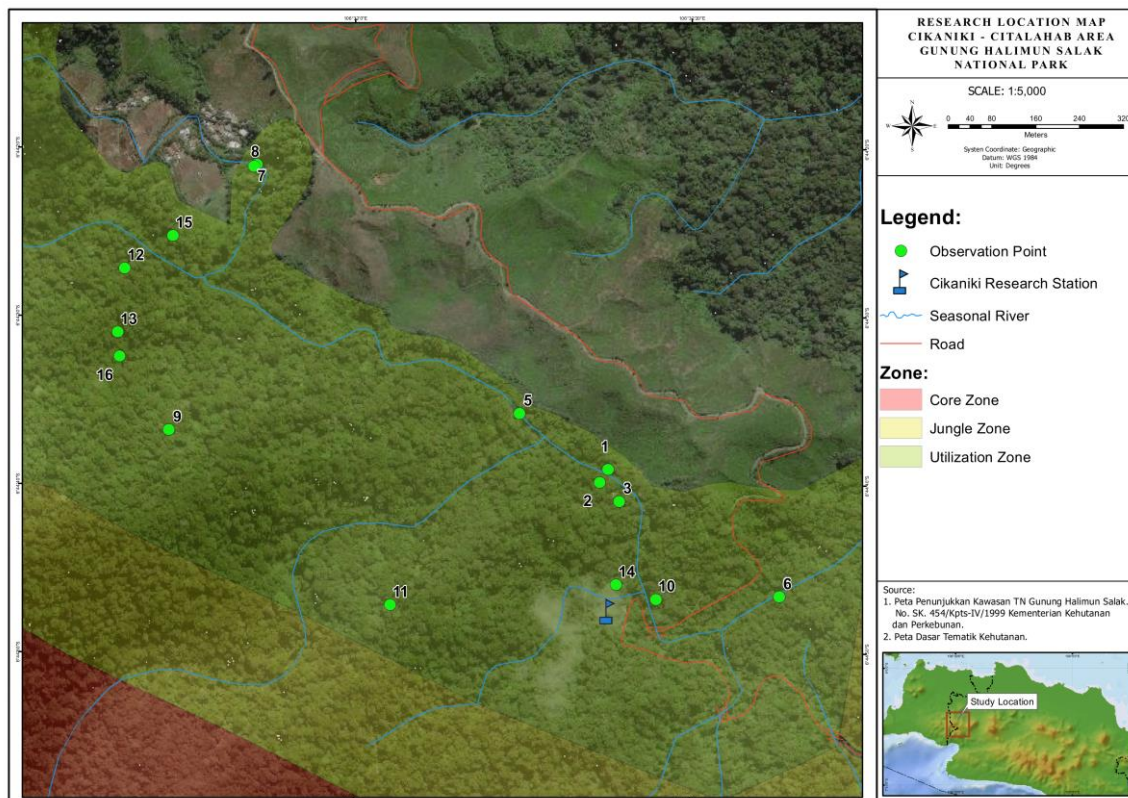 RESEARCH LOCATION MAP
CIKANIKI - CITALAHAB AREA
GUNUNG HALIMUN SALAK
NATIONAL PARK
SCALE: 1:5,000
N
W E
S
0 40 80 160 240 320
Meters
System Coordinate: Geographic
Datum: WGS 1984
Unit: Degrees
Legend:
Observation Point
Cikaniki Research Station
Seasonal River
Road
Zone:
Core Zone
Jungle Zone
Utilization Zone
Source:
1. Peta Penunjukkan Kawasan TN Gunung Halimun Salak.
No. SK. 454/Kpts-IV/1999 Kementerian Kehutanan
dan Perkebunan.
2. Peta Dasar Tematik Kehutanan.
Study Location
8
7
15
12
13
16
9
5
1
2
3
14
10
6
11